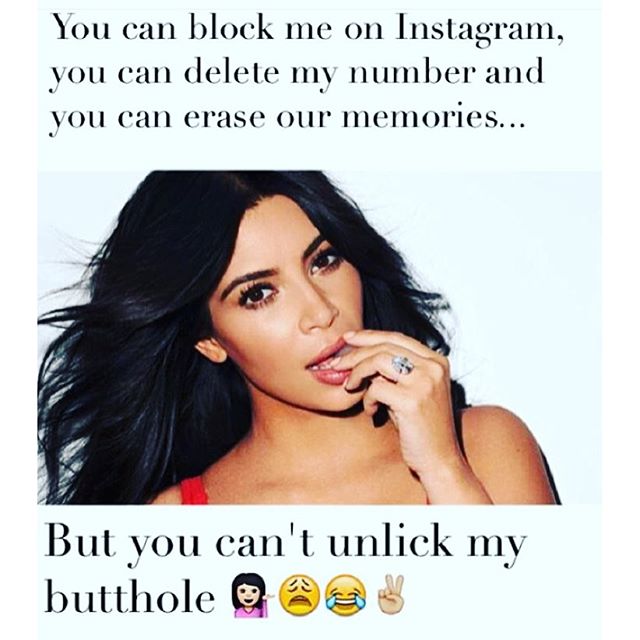 You can block me on Instagram,
you can delete my number and
you can erase our memories...
But you can't unlick my
butthole 💁🏻😩😂✌🏼